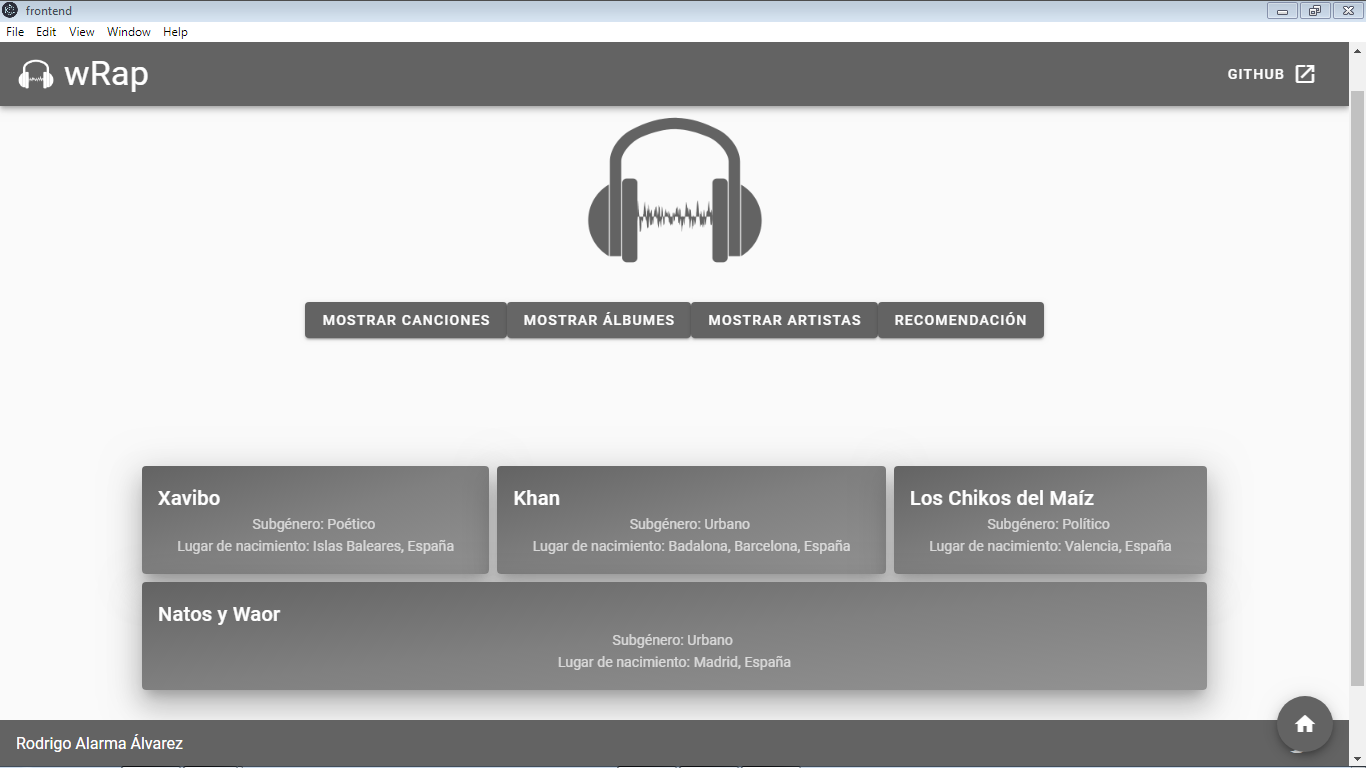 frontend
File Edit View Window Help
wRap
GITHUB
MOSTRAR CANCIONES MOSTRAR ÁLBUMES MOSTRAR ARTISTAS RECOMENDACIÓN
Xavibo
Subgénero: Poético
Lugar de nacimiento: Islas Baleares, España
Khan
Subgénero: Urbano
Lugar de nacimiento: Badalona, Barcelona, España
Los Chikos del Maíz
Subgénero: Político
Lugar de nacimiento: Valencia, España
Natos y Waor
Subgénero: Urbano
Lugar de nacimiento: Madrid, España
Rodrigo Alarma Álvarez